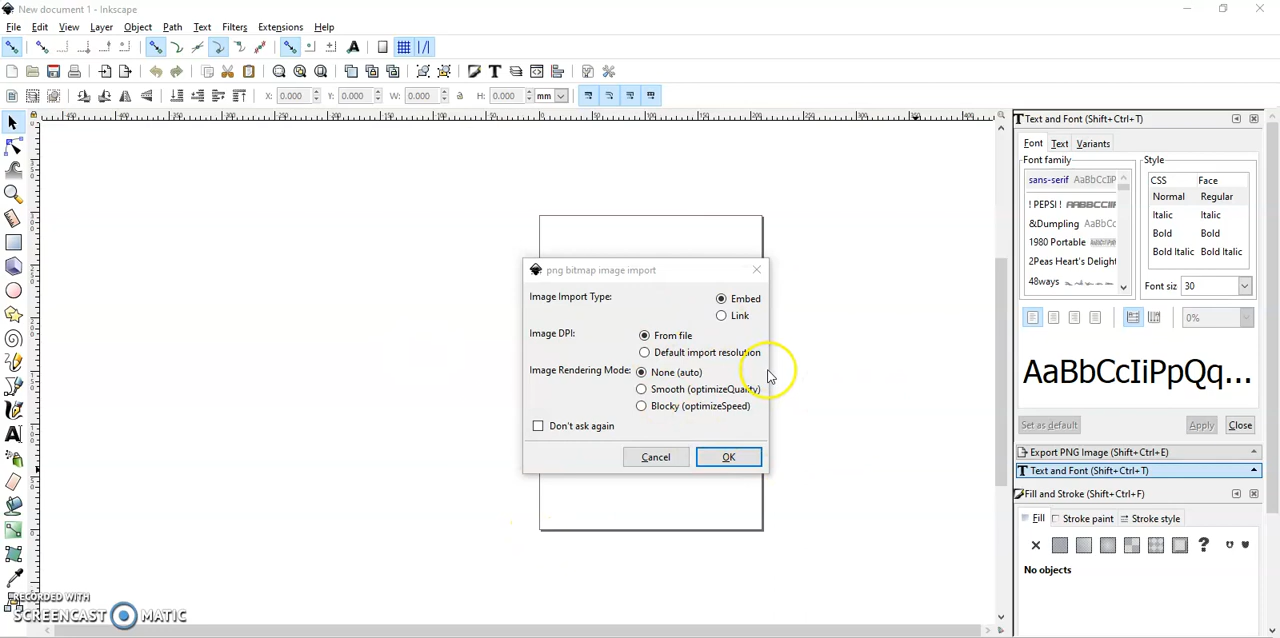 New document 1 - Inkscape
File Edit View Layer Object Path Text Filters Extensions Help
X: 0.000 Y: 0.000 W: 0.000 H: 0.000 mm
Text and Font (Shift+Ctrl+T)
Font Text Variants
Font family
Style
sans-serif AaBbCcIiP
! PEPSI ! AABBCCII
&Dumpling AaBbCc
1980 Portable
2Peas Heart's Delight
48ways
CSS Face
Normal Regular
Italic Italic
Bold Bold
Bold Italic Bold Italic
Font siz 30
0%
AaBbCcIiPpQq...
Set as default Apply Close
Export PNG Image (Shift+Ctrl+E)
Text and Font (Shift+Ctrl+T)
Fill and Stroke (Shift+Ctrl+F)
Fill Stroke paint Stroke style
No objects
png bitmap image import
Image Import Type: Embed
Link
Image DPI: From file
Default import resolution
Image Rendering Mode: None (auto)
Smooth (optimizeQuality)
Blocky (optimizeSpeed)
Don't ask again
Cancel OK
RECORDED WITH
SCREENCAST MATIC